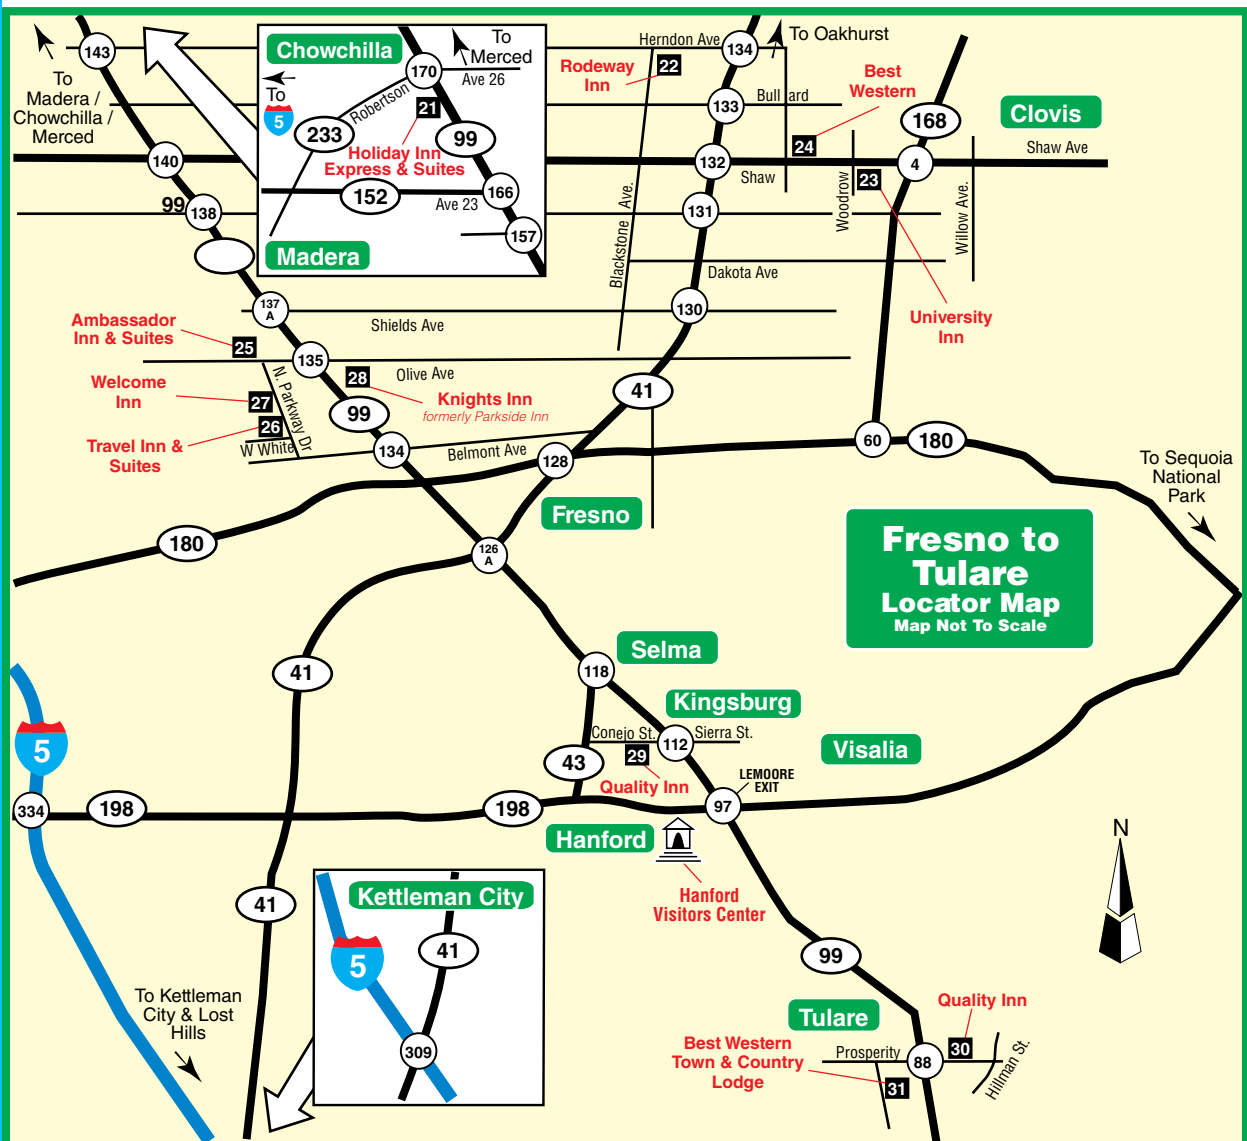 143
To
Madera /
Chowchilla /
Merced
140
99
138
Chowchilla
To
Merced
170
Ave 26
To
5
Robertson
21
233
99
Holiday Inn
Express & Suites
152
166
Ave 23
157
Madera
Herndon Ave
134
To Oakhurst
Rodeway
Inn
22
133
Bullard
Best
Western
168
Clovis
24
132
Shaw
4
Shaw Ave
23
131
Blackstone Ave.
Woodrow
Willow Ave.
Dakota Ave
130
University
Inn
137
A
Shields Ave
Ambassador
Inn & Suites
25
135
Olive Ave
28
Knights Inn
formerly Parkside Inn
Welcome
Inn
27
N. Parkway Dr
26
99
41
Travel Inn &
Suites
W White
134
Belmont Ave
128
60
180
To Sequoia
National
Park
Fresno
180
126
A
Fresno to
Tulare
Locator Map
Map Not To Scale
41
Selma
118
Kingsburg
5
Conejo St.
112
Sierra St.
29
43
Quality Inn
Visalia
LEMOORE
EXIT
334
198
198
97
Hanford
Hanford
Visitors Center
N
41
Kettleman City
41
5
309
99
To Kettleman
City & Lost
Hills
Tulare
Quality Inn
30
Best Western
Town & Country
Lodge
Prosperity
88
31
Hillman St.